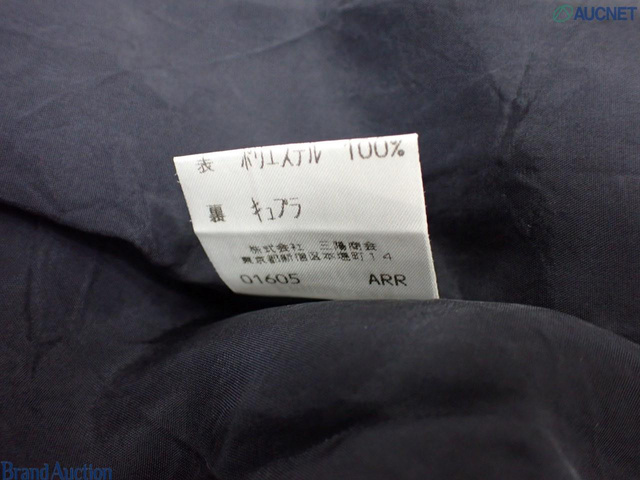 AUCNET
表 ポリエステル 100%
裏 キュプラ
株式会社 三陽商会
東京都新宿区本塩町14
01605 ARR
Brand Auction